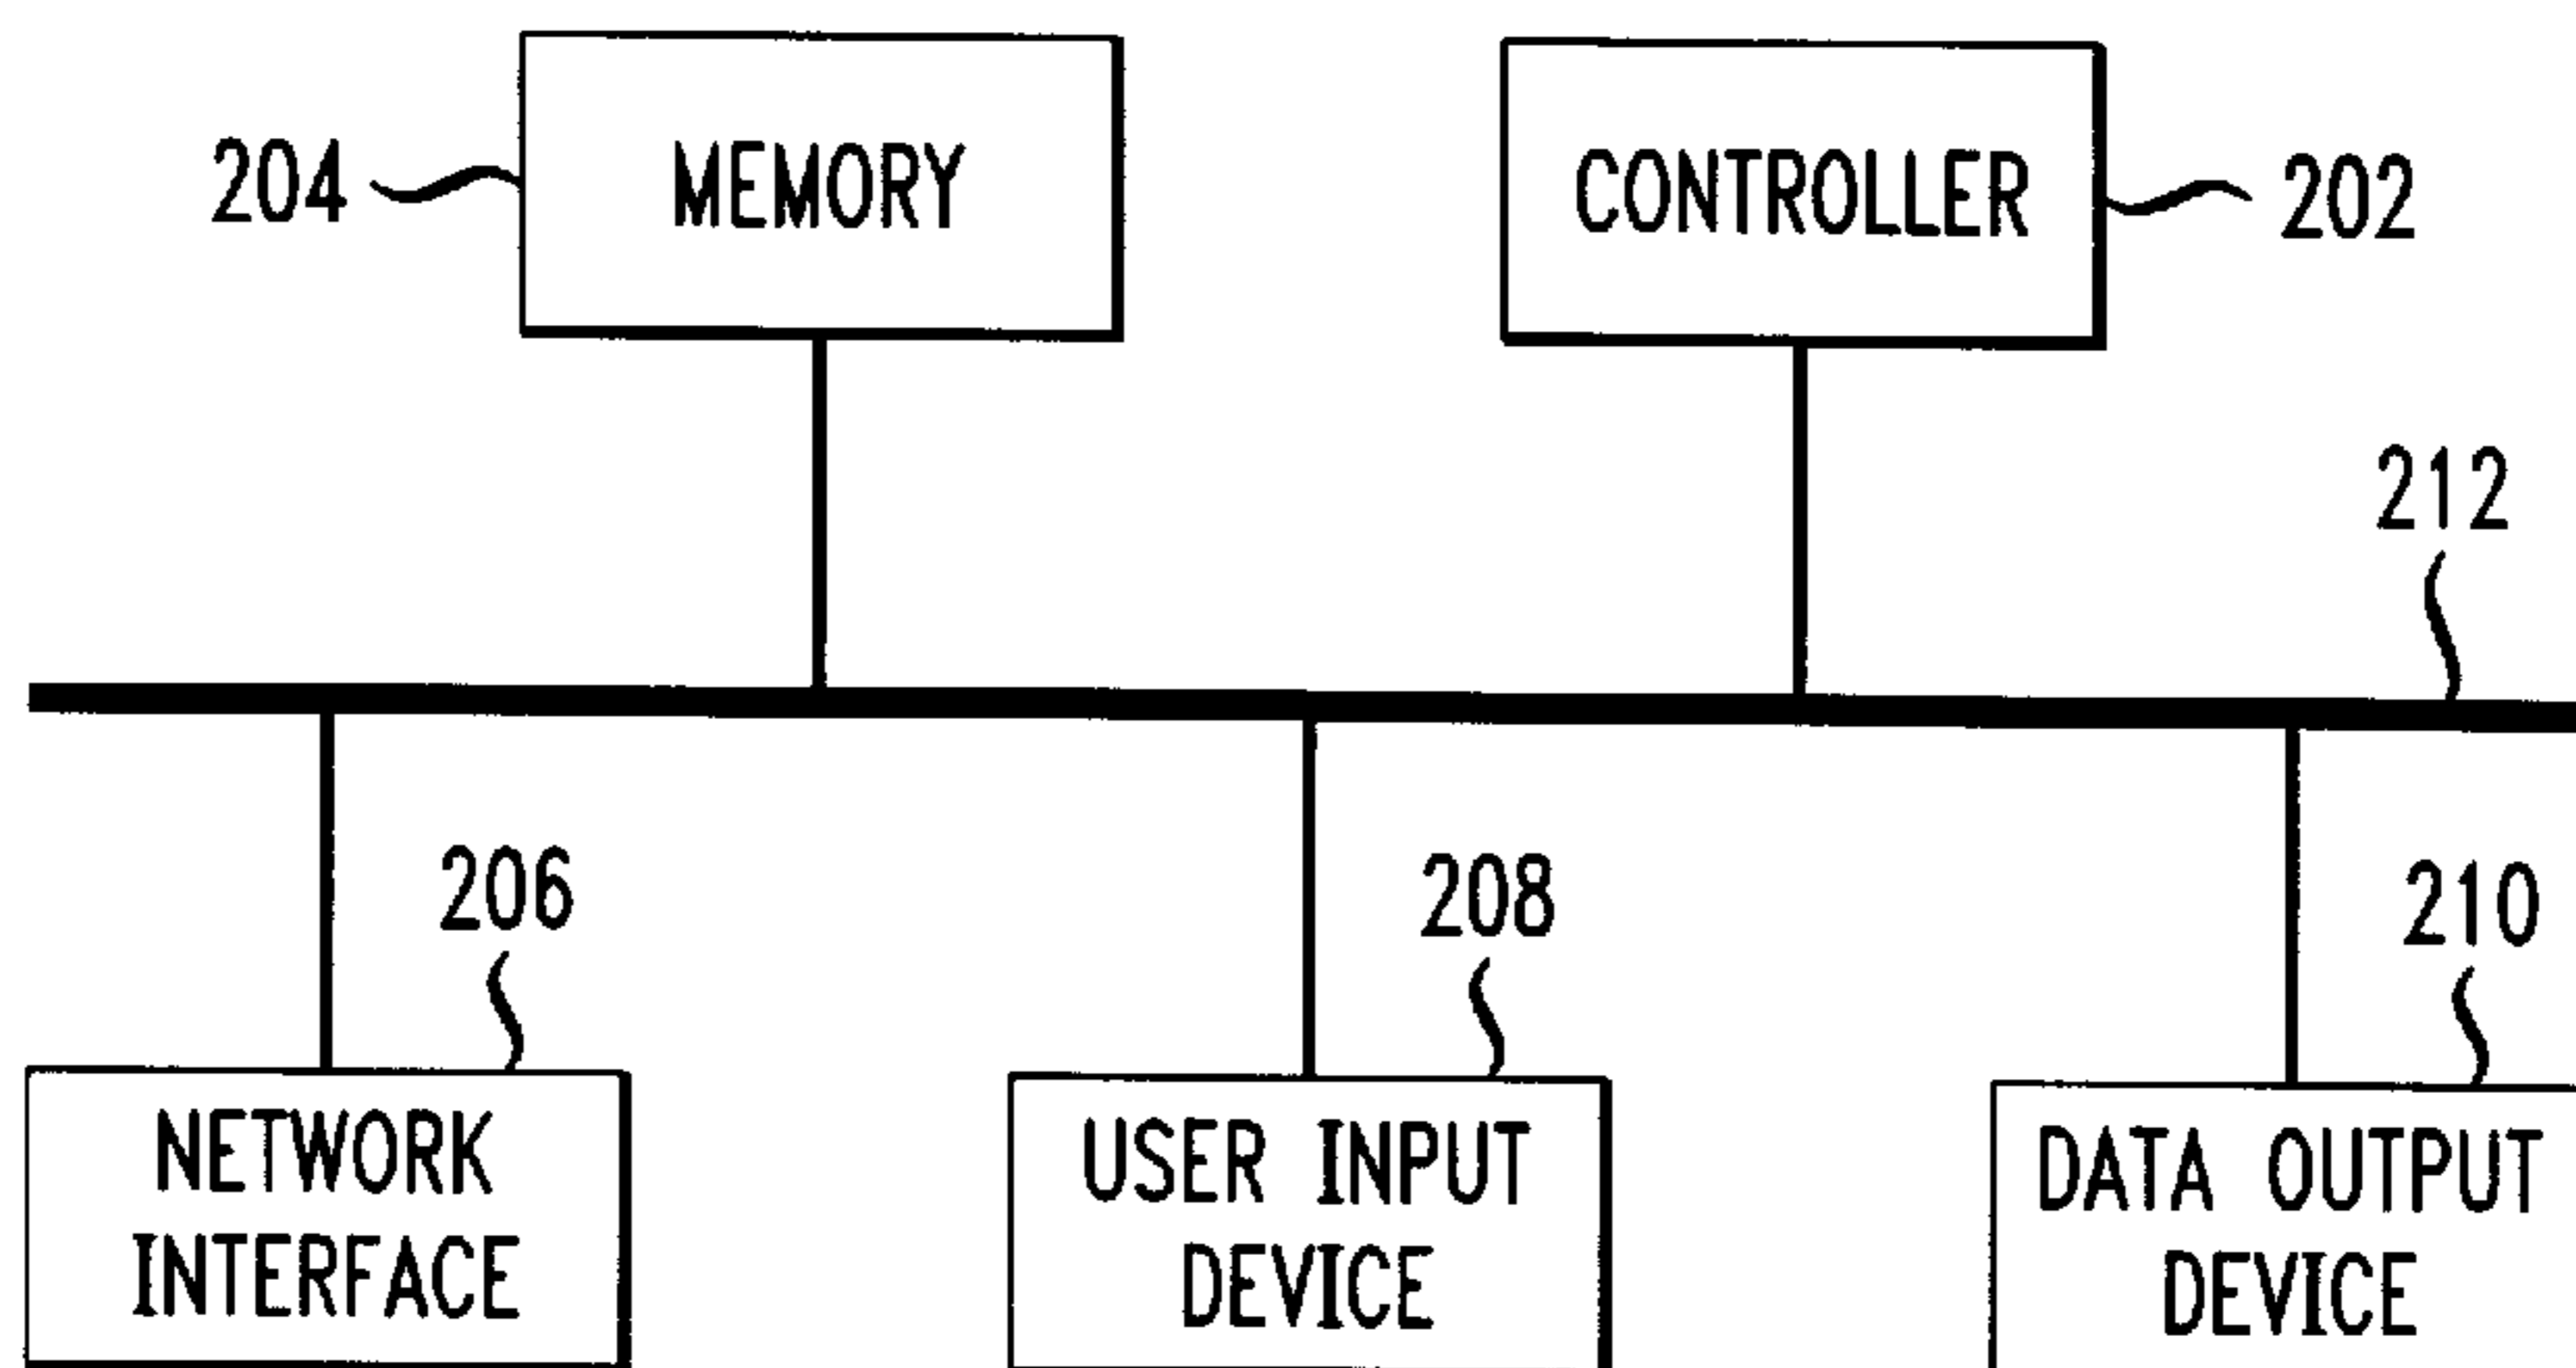 204
MEMORY
CONTROLLER
202
212
206
208
210
NETWORK
INTERFACE
USER INPUT
DEVICE
DATA OUTPUT
DEVICE